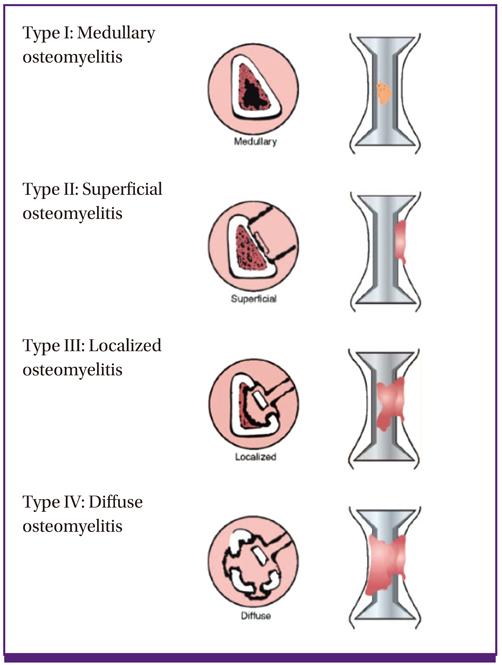 Type I: Medullary
osteomyelitis
Medullary
Type II: Superficial
osteomyelitis
Superficial
Type III: Localized
osteomyelitis
Localized
Type IV: Diffuse
osteomyelitis
Diffuse